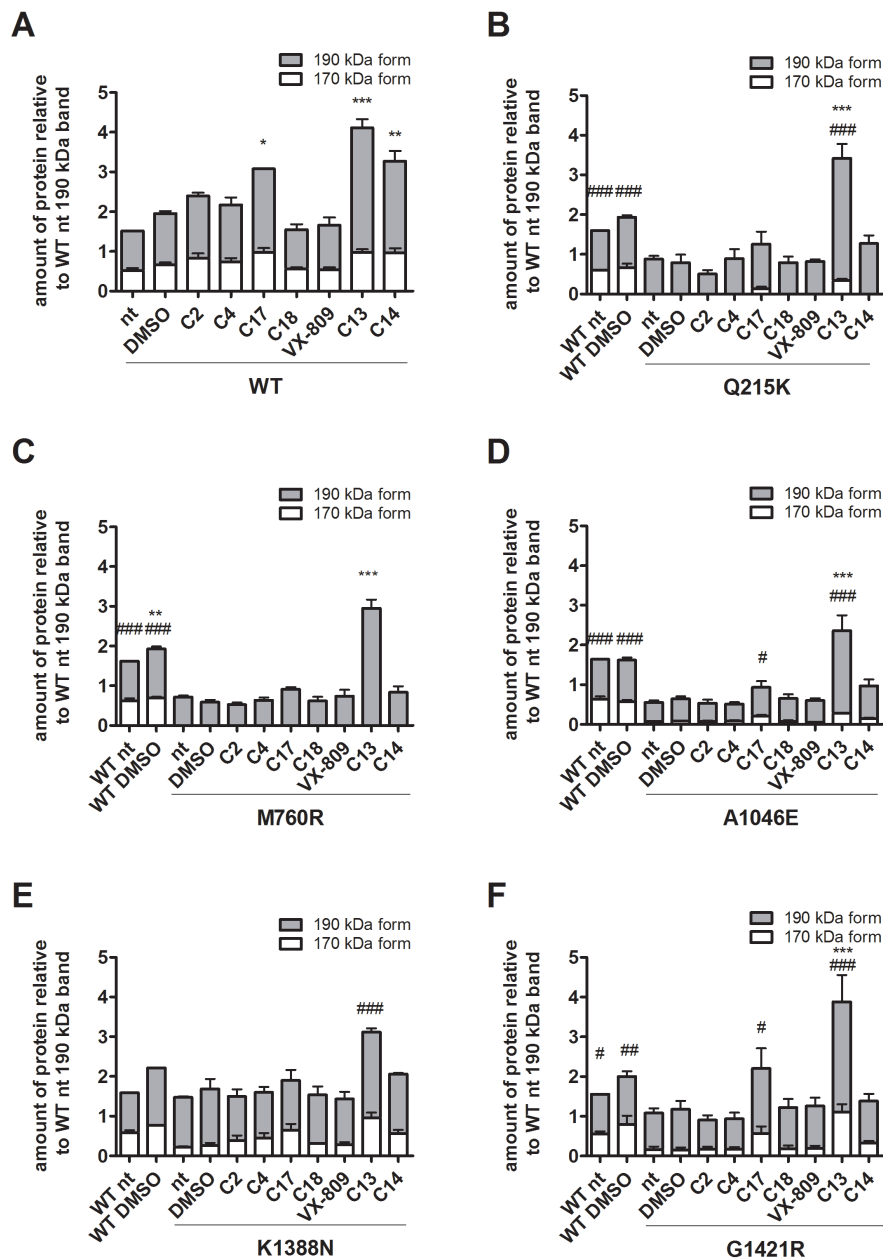 A
190 kDa form
170 kDa form
amount of protein relative
to WT nt 190 kDa band
5
4
3
2
1
0
*
***
**
nt
DMSO
C2
C4
C17
C18
VX-809
C13
C14
WT
B
190 kDa form
170 kDa form
amount of protein relative
to WT nt 190 kDa band
5
4
3
2
1
0
### ###
***
###
WT nt
WT DMSO
nt
DMSO
C2
C4
C17
C18
VX-809
C13
C14
Q215K
C
190 kDa form
170 kDa form
amount of protein relative
to WT nt 190 kDa band
5
4
3
2
1
0
**
### ###
***
WT nt
WT DMSO
nt
DMSO
C2
C4
C17
C18
VX-809
C13
C14
M760R
D
190 kDa form
170 kDa form
amount of protein relative
to WT nt 190 kDa band
5
4
3
2
1
0
### ###
#
***
###
WT nt
WT DMSO
nt
DMSO
C2
C4
C17
C18
VX-809
C13
C14
A1046E
E
190 kDa form
170 kDa form
amount of protein relative
to WT nt 190 kDa band
5
4
3
2
1
0
###
WT nt
WT DMSO
nt
DMSO
C2
C4
C17
C18
VX-809
C13
C14
K1388N
F
190 kDa form
170 kDa form
amount of protein relative
to WT nt 190 kDa band
5
4
3
2
1
0
# ##
#
***
###
WT nt
WT DMSO
nt
DMSO
C2
C4
C17
C18
VX-809
C13
C14
G1421R